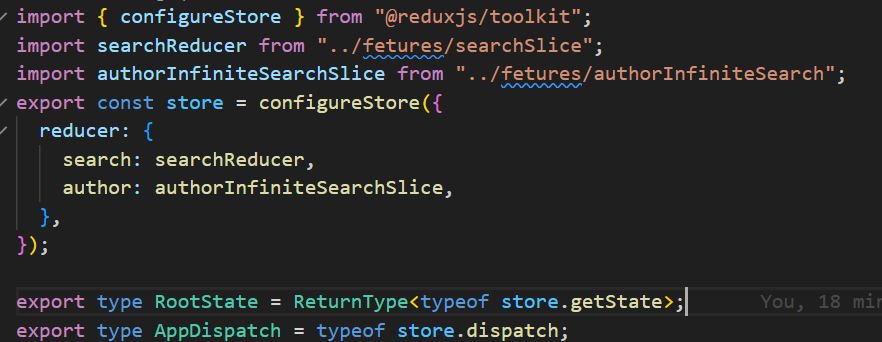 import { configureStore } from "@reduxjs/toolkit";
import searchReducer from "../fetures/searchSlice";
import authorInfiniteSearchSlice from "../fetures/authorInfiniteSearch";
export const store = configureStore({
  reducer: {
    search: searchReducer,
    author: authorInfiniteSearchSlice,
  },
});
export type RootState = ReturnType<typeof store.getState>; You, 18
export type AppDispatch = typeof store.dispatch;